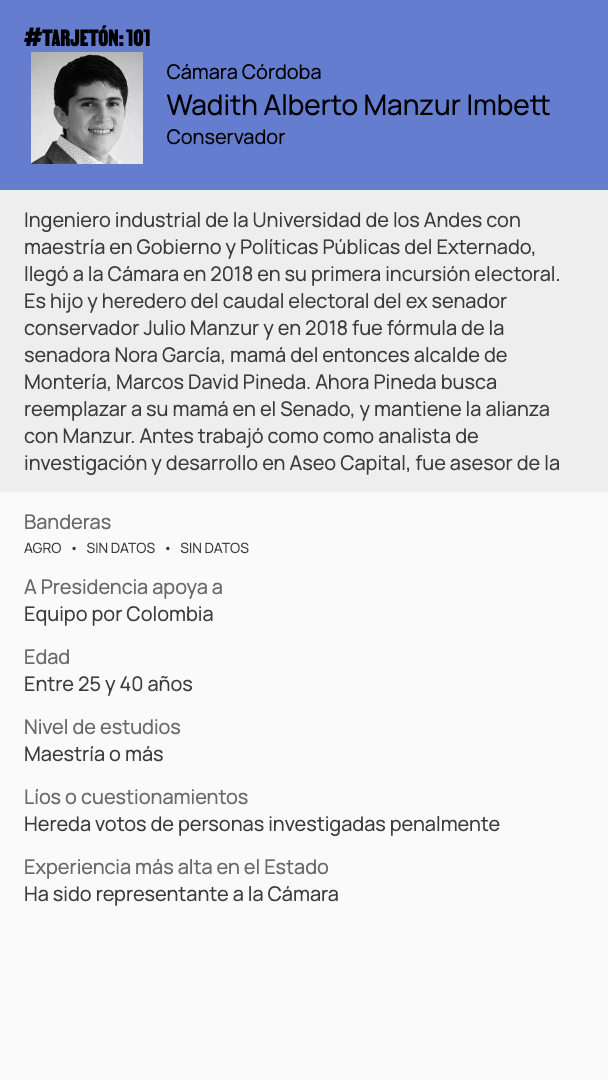 #TARJETÓN: 101
Cámara Córdoba
Wadith Alberto Manzur Imbett
Conservador
Ingeniero industrial de la Universidad de los Andes con
maestría en Gobierno y Políticas Públicas del Externado,
llegó a la Cámara en 2018 en su primera incursión electoral.
Es hijo y heredero del caudal electoral del ex senador
conservador Julio Manzur y en 2018 fue fórmula de la
senadora Nora García, mamá del entonces alcalde de
Montería, Marcos David Pineda. Ahora Pineda busca
reemplazar a su mamá en el Senado, y mantiene la alianza
con Manzur. Antes trabajó como como analista de
investigación y desarrollo en Aseo Capital, fue asesor de la
Banderas
AGRO • SIN DATOS • SIN DATOS
A Presidencia apoya a
Equipo por Colombia
Edad
Entre 25 y 40 años
Nivel de estudios
Maestría o más
Líos o cuestionamientos
Hereda votos de personas investigadas penalmente
Experiencia más alta en el Estado
Ha sido representante a la Cámara